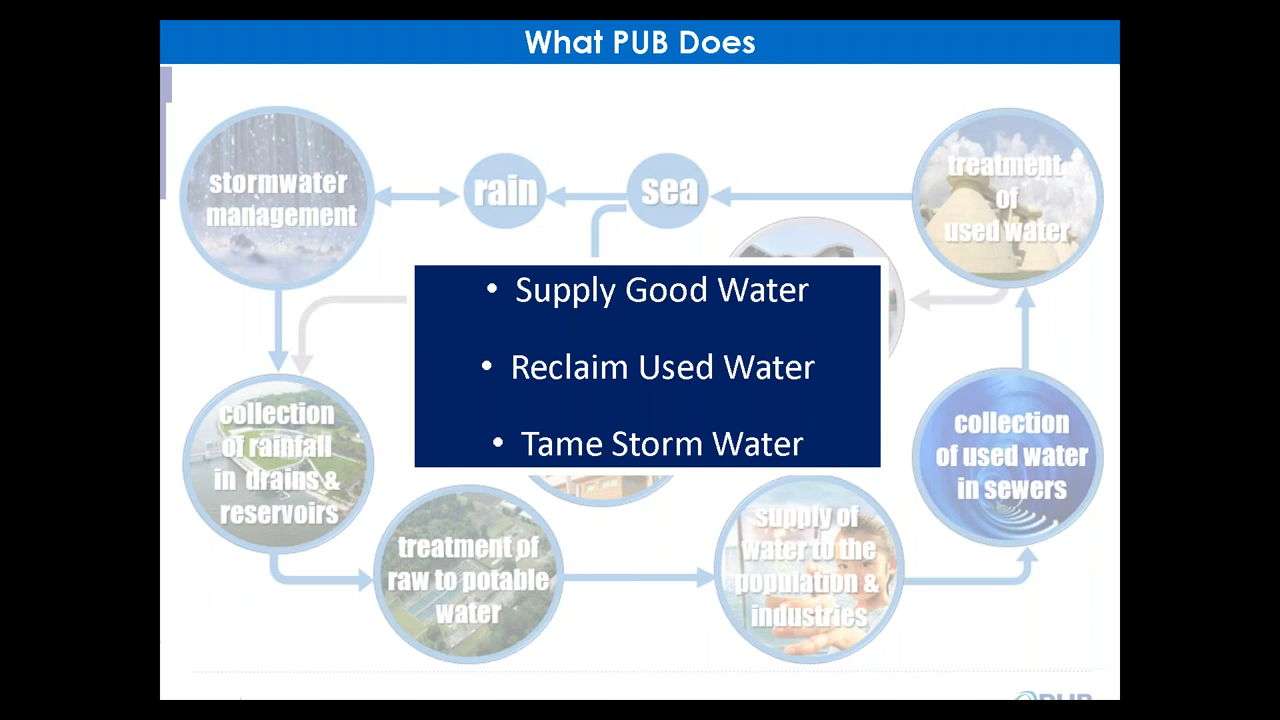 What PUB Does
stormwater
management
rain
sea
treatment
of
used water
• Supply Good Water
• Reclaim Used Water
• Tame Storm Water
collection
of rainfall
in drains &
reservoirs
collection
of used water
in sewers
treatment of
raw to potable
water
supply of
water to the
population &
industries